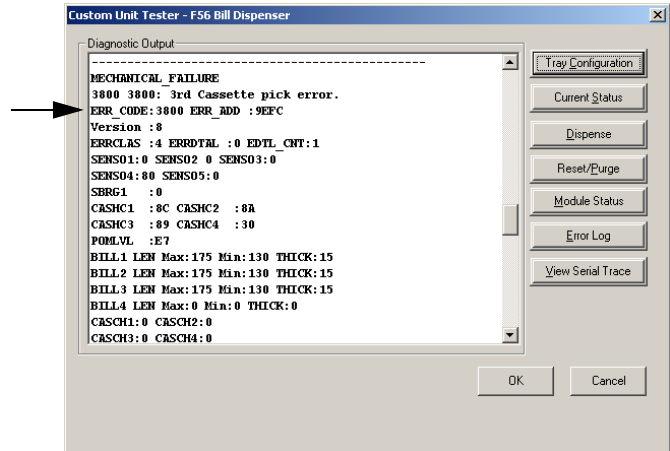 Custom Unit Tester - F56 Bill Dispenser
Diagnostic Output
------------------------------------------------
MECHANICAL_FAILURE
3800 3800: 3rd Cassette pick error.
ERR_CODE:3800 ERR_ADD :9EFC
Version :8
ERRCLAS :4 ERRDTAL :0 EDTL_CNT:1
SENSO1:0 SENSO2 0 SENSO3:0
SENSO4:80 SENSO5:0
SBRG1 :0
CASHC1 :8C CASHC2 :8A
CASHC3 :89 CASHC4 :30
POMLVL :E7
BILL1 LEN Max:175 Min:130 THICK:15
BILL2 LEN Max:175 Min:130 THICK:15
BILL3 LEN Max:175 Min:130 THICK:15
BILL4 LEN Max:0 Min:0 THICK:0
CASCH1:0 CASCH2:0
CASCH3:0 CASCH4:0
Tray Configuration
Current Status
Dispense
Reset/Purge
Module Status
Error Log
View Serial Trace
OK
Cancel